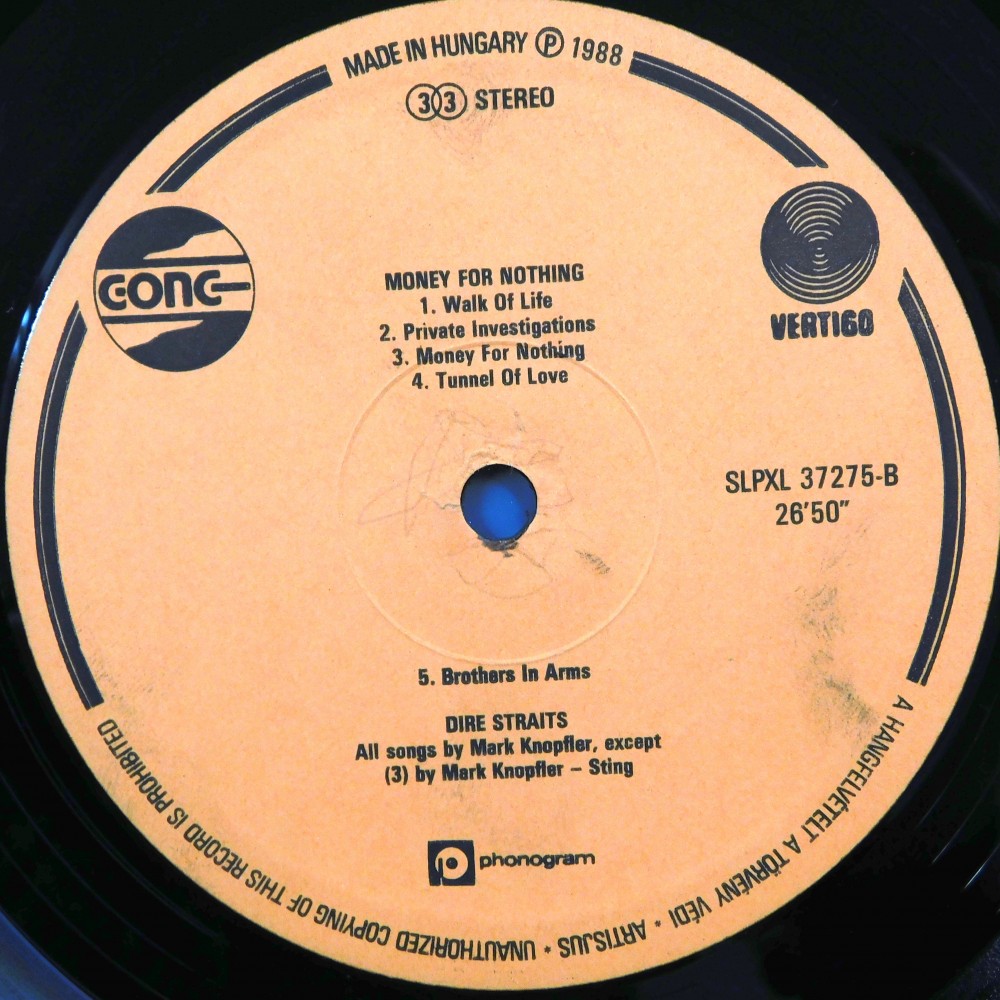 MADE IN HUNGARY Ⓟ 1988
33 STEREO
GONG
VERTIGO
MONEY FOR NOTHING
1. Walk Of Life
2. Private Investigations
3. Money For Nothing
4. Tunnel Of Love
SLPXL 37275-B
26'50"
5. Brothers In Arms
DIRE STRAITS
All songs by Mark Knopfler, except
(3) by Mark Knopfler – Sting
phonogram
A HANGFELVÉTELT A TÖRVÉNY VÉDI * ARTISJUS * UNAUTHORIZED COPYING OF THIS RECORD IS PROHIBITED